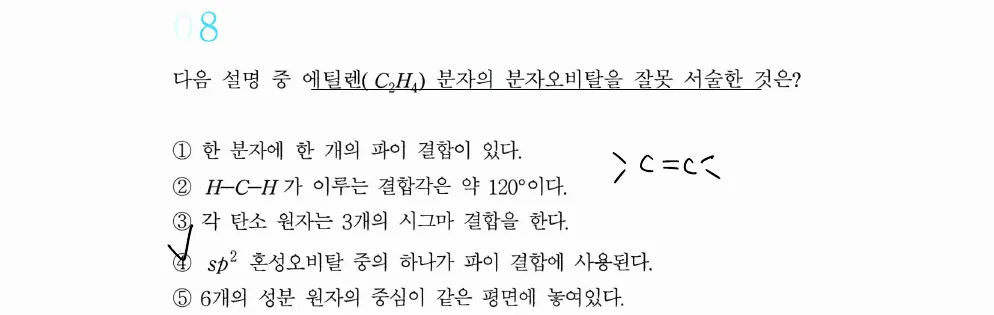 08
다음 설명 중 에틸렌( C₂H₄) 분자의 분자오비탈을 잘못 서술한 것은?
① 한 분자에 한 개의 파이 결합이 있다.
② H-C-H 가 이루는 결합각은 약 120°이다.
>C=C<
③ 각 탄소 원자는 3개의 시그마 결합을 한다.
④ sp² 혼성오비탈 중의 하나가 파이 결합에 사용된다.
⑤ 6개의 성분 원자의 중심이 같은 평면에 놓여있다.